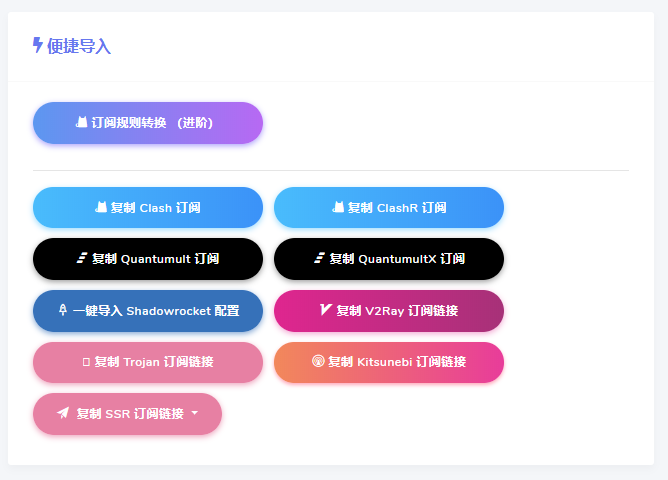 便捷导入
订阅规则转换 （进阶）
复制 Clash 订阅
复制 ClashR 订阅
复制 Quantumult 订阅
复制 QuantumultX 订阅
一键导入 Shadowrocket 配置
复制 V2Ray 订阅链接
复制 Trojan 订阅链接
复制 Kitsunebi 订阅链接
复制 SSR 订阅链接